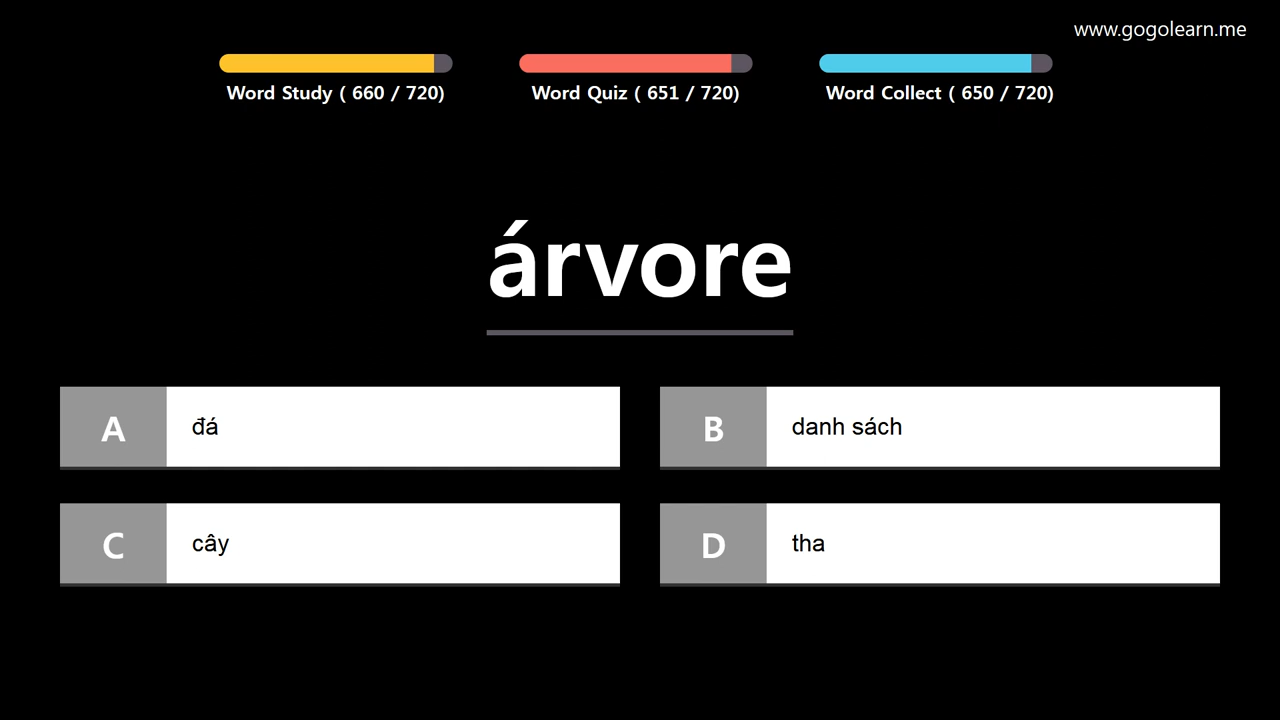 www.gogolearn.me
Word Study ( 660 / 720)
Word Quiz ( 651 / 720)
Word Collect ( 650 / 720)
árvore
A đá
B danh sách
C cây
D tha